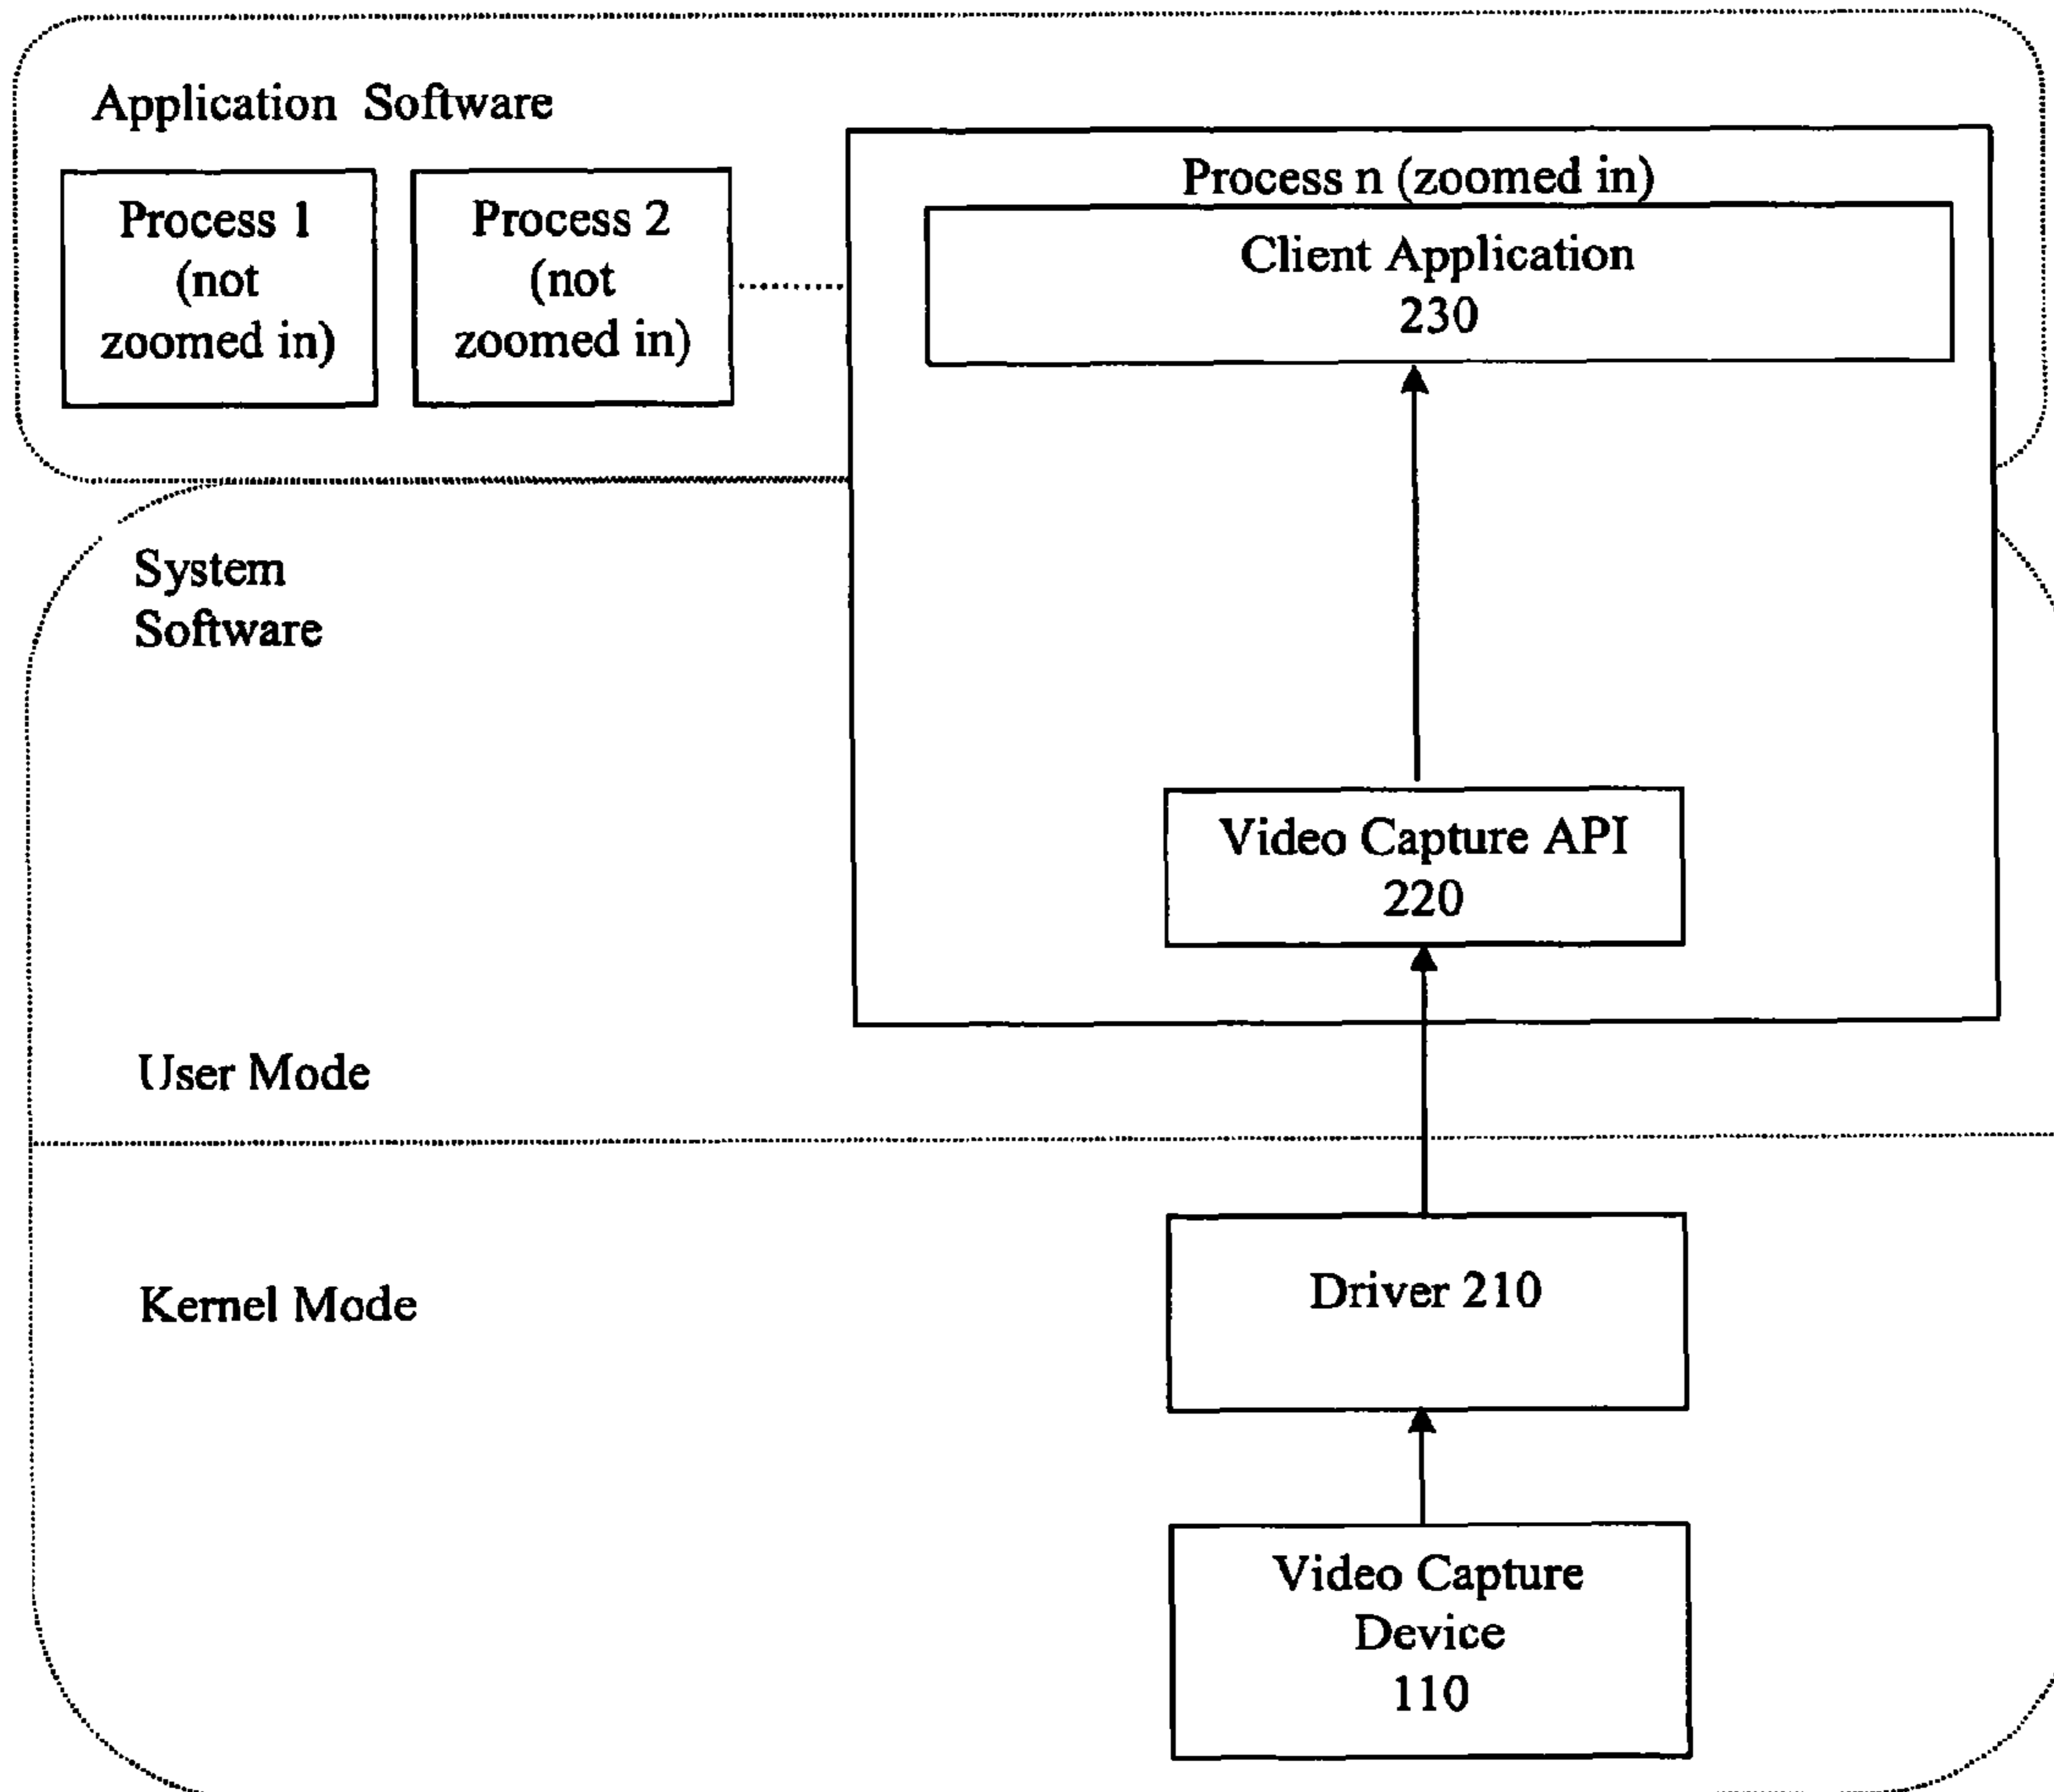 Application Software
Process 1
(not
zoomed in)
Process 2
(not
zoomed in)
Process n (zoomed in)
Client Application
230
System
Software
Video Capture API
220
User Mode
Kernel Mode
Driver 210
Video Capture
Device
110